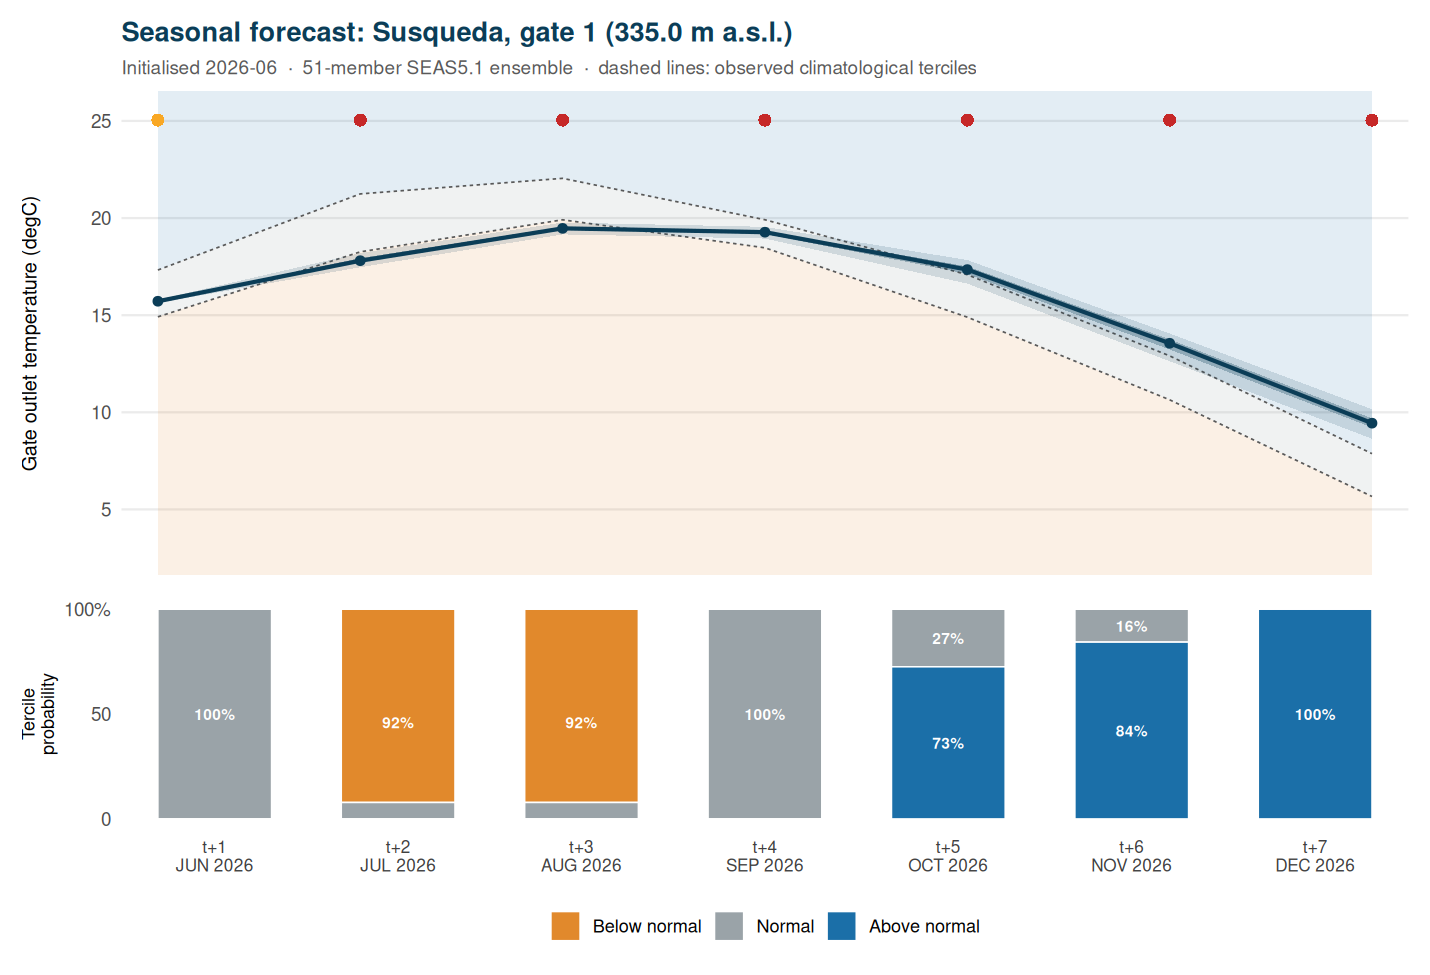 Seasonal forecast: Susqueda, gate 1 (335.0 m a.s.l.)
Initialised 2026-06 · 51-member SEAS5.1 ensemble · dashed lines: observed climatological terciles
Gate outlet temperature (degC)
25
20
15
10
5
Tercile
probability
100%
50
0
100%
92%
92%
100%
27%
73%
16%
84%
100%
t+1
JUN 2026
t+2
JUL 2026
t+3
AUG 2026
t+4
SEP 2026
t+5
OCT 2026
t+6
NOV 2026
t+7
DEC 2026
Below normal
Normal
Above normal